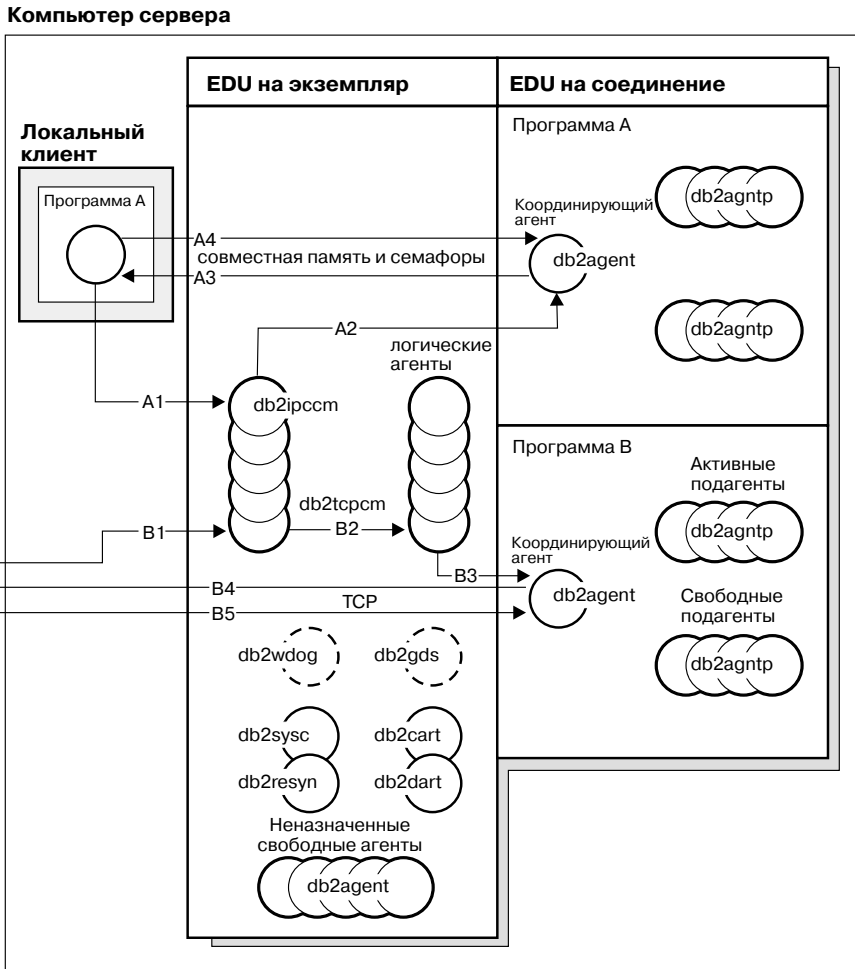 Компьютер сервера
EDU на экземпляр
EDU на соединение
Локальный
клиент
Программа A
Программа A
db2agntp
Координирующий
агент
db2agent
A4
совместная память и семафоры
A3
db2agntp
A2
логические
агенты
A1
db2ipccm
Программа B
Активные
подагенты
db2tcpcm
B1
B2
db2agntp
Координирующий
агент
B3
db2agent
B4
TCP
B5
Свободные
подагенты
db2agntp
db2wdog
db2gds
db2sysc
db2cart
db2resyn
db2dart
Неназначенные
свободные агенты
db2agent